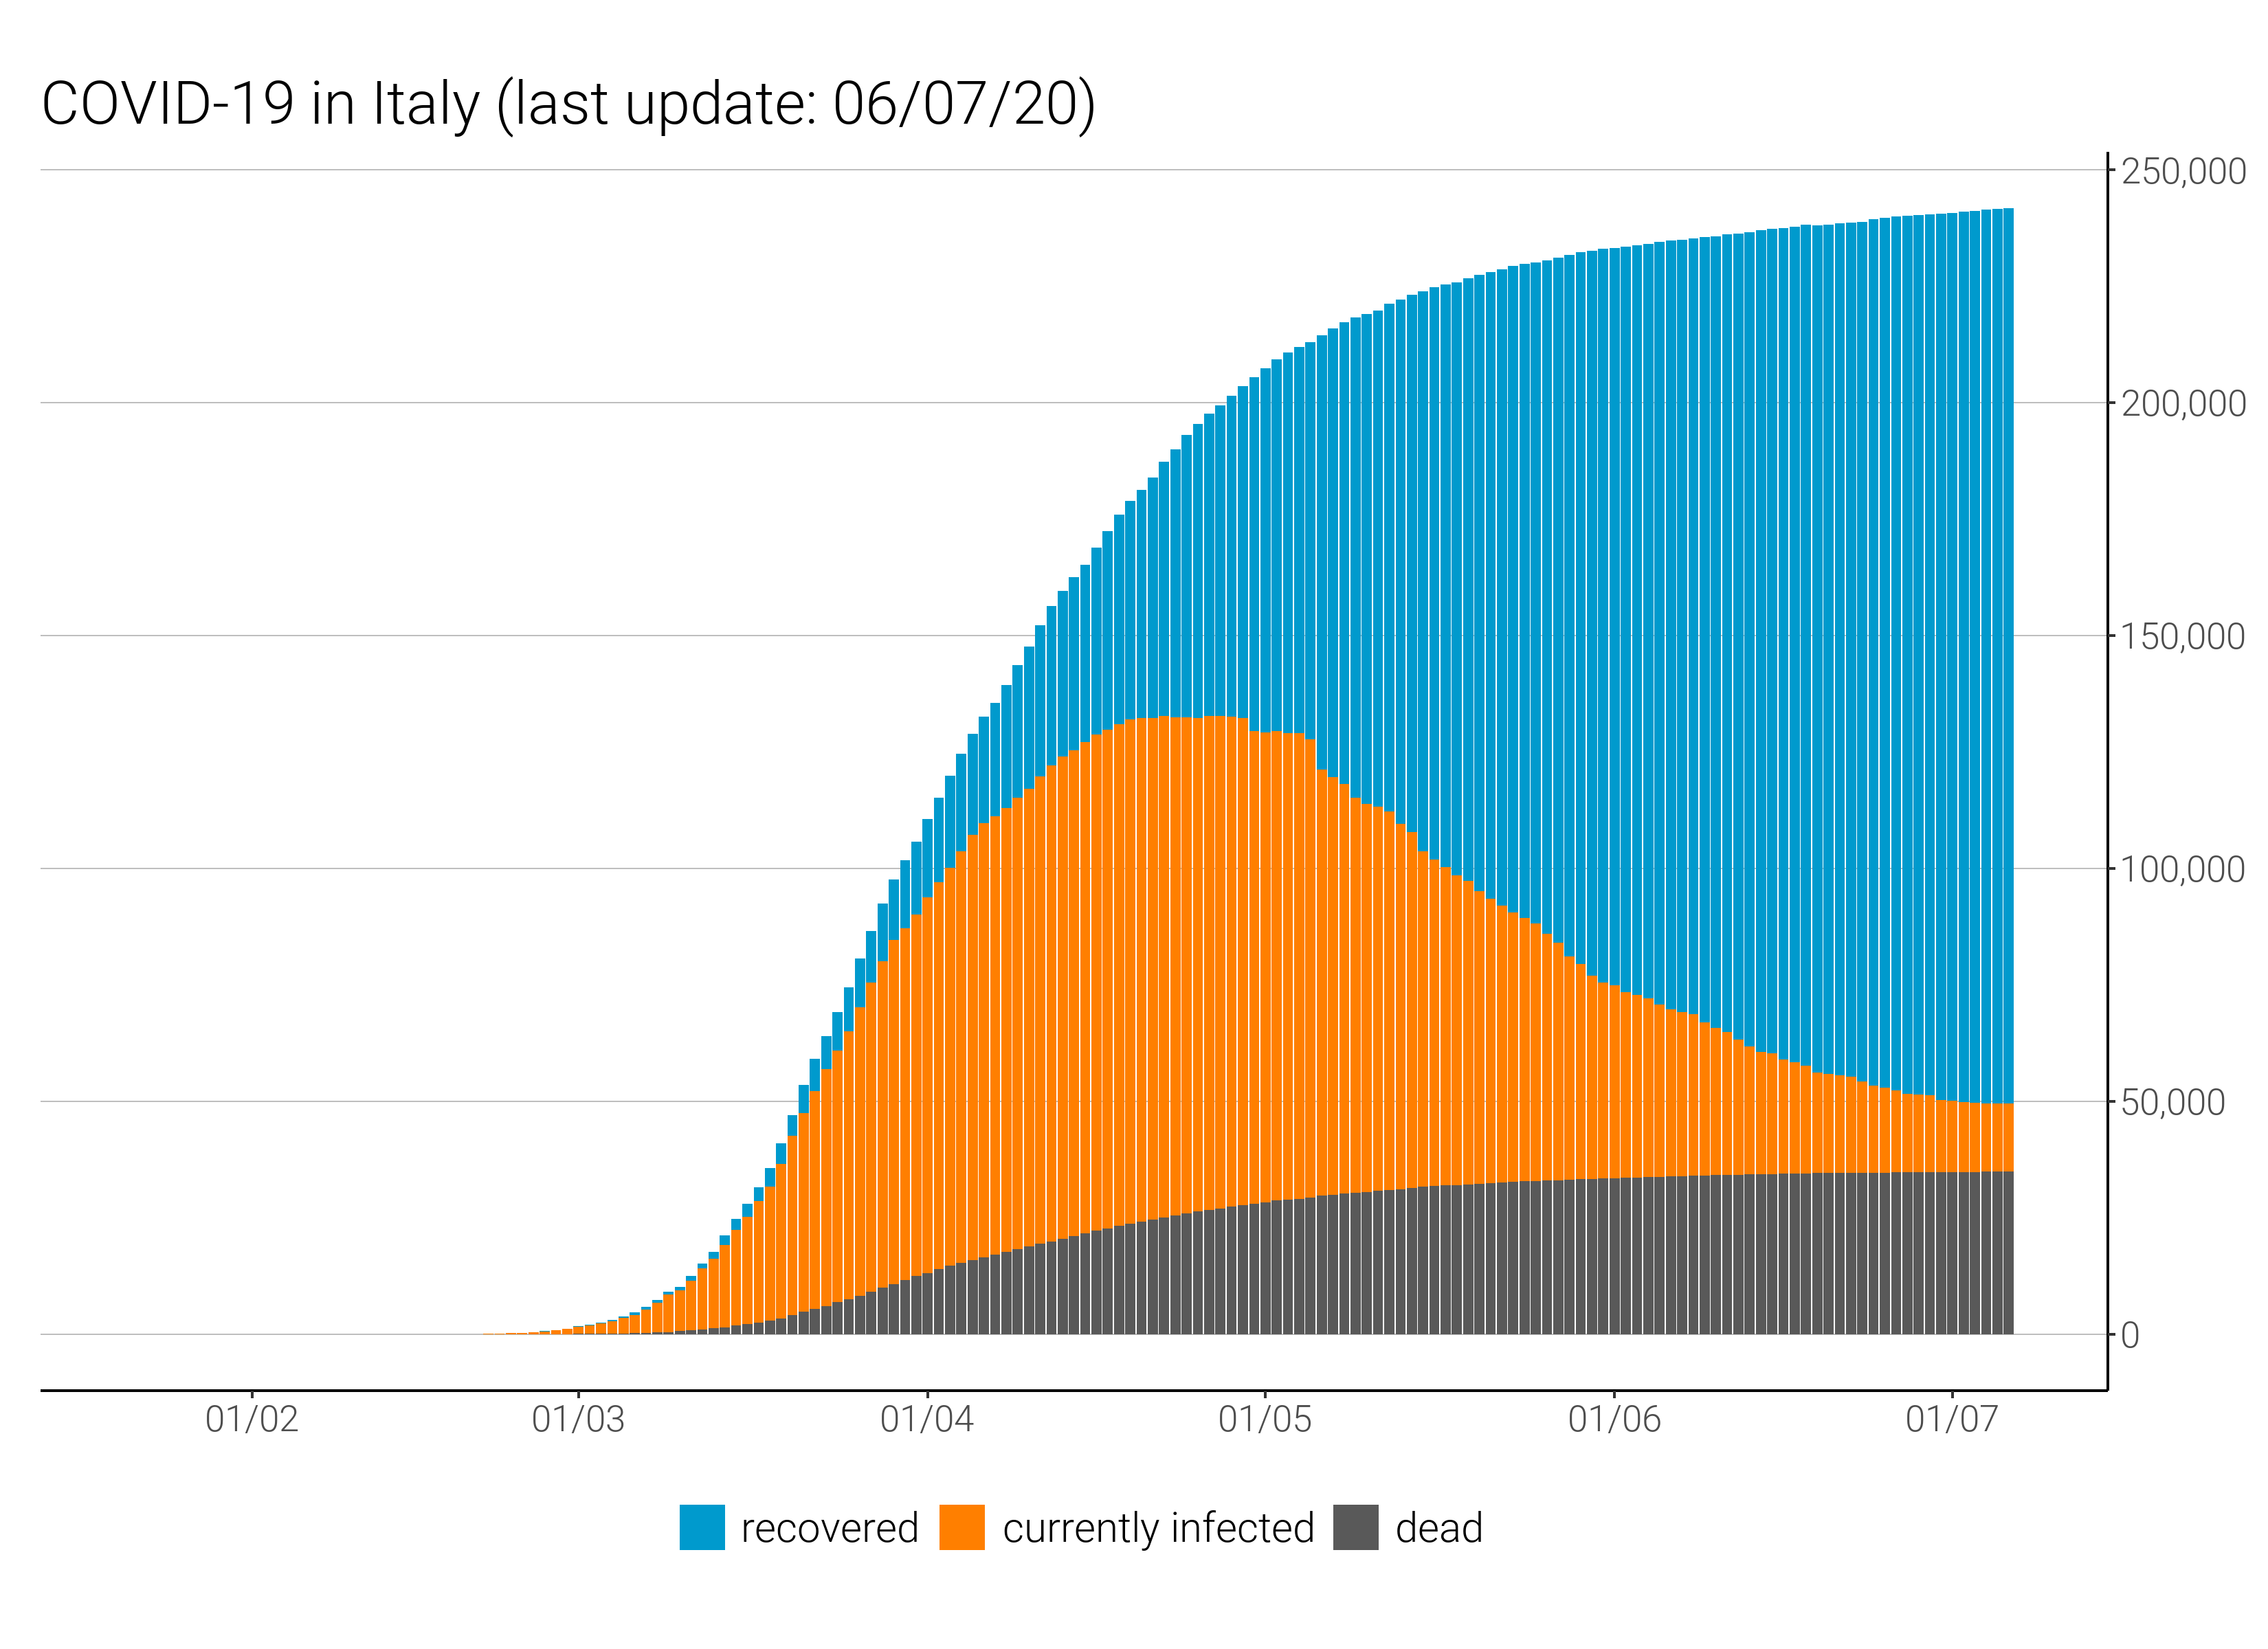 COVID-19 in Italy (last update: 06/07/20)
250,000
200,000
150,000
100,000
50,000
0
01/02 01/03 01/04 01/05 01/06 01/07
recovered currently infected dead